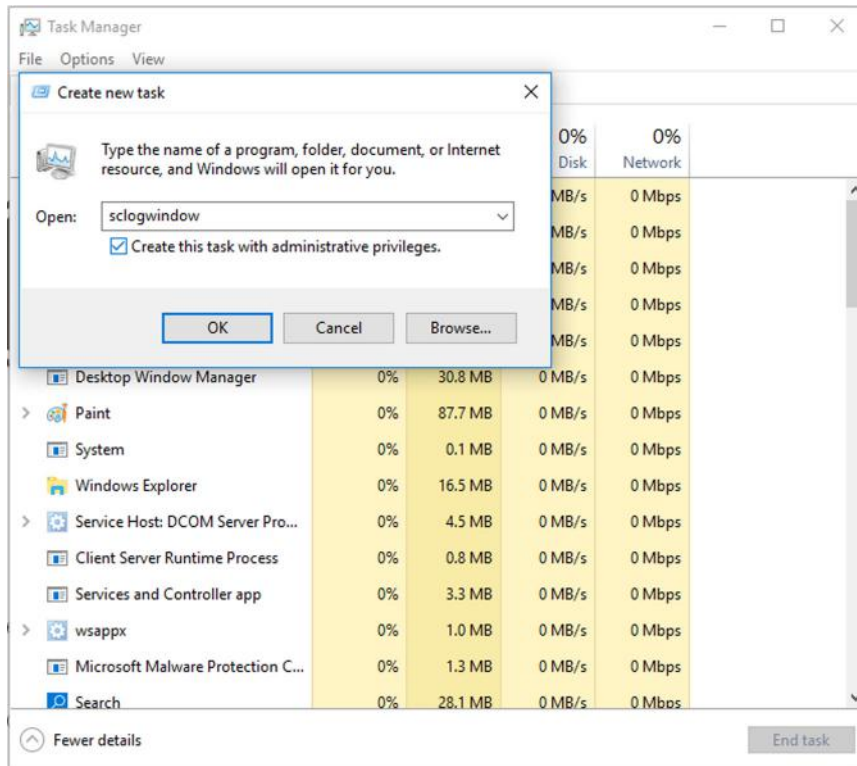 Task Manager
File Options View
Create new task
Type the name of a program, folder, document, or Internet
resource, and Windows will open it for you.
Open: sclogwindow
Create this task with administrative privileges.
OK Cancel Browse...
0% 0%
Disk Network
MB/s 0 Mbps
MB/s 0 Mbps
MB/s 0 Mbps
MB/s 0 Mbps
MB/s 0 Mbps
Desktop Window Manager 0% 30.8 MB 0 MB/s 0 Mbps
Paint 0% 87.7 MB 0 MB/s 0 Mbps
System 0% 0.1 MB 0 MB/s 0 Mbps
Windows Explorer 0% 16.5 MB 0 MB/s 0 Mbps
Service Host: DCOM Server Pro... 0% 4.5 MB 0 MB/s 0 Mbps
Client Server Runtime Process 0% 0.8 MB 0 MB/s 0 Mbps
Services and Controller app 0% 3.3 MB 0 MB/s 0 Mbps
wsappx 0% 1.0 MB 0 MB/s 0 Mbps
Microsoft Malware Protection C... 0% 1.3 MB 0 MB/s 0 Mbps
Search 0% 28.1 MB 0 MB/s 0 Mbps
Fewer details End task